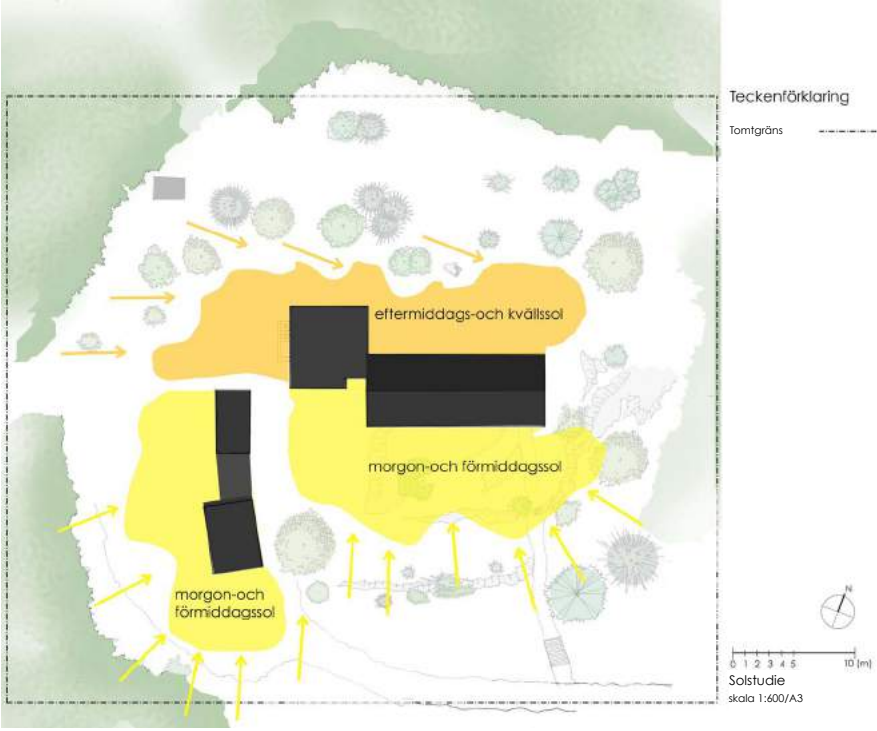 Teckenförklaring
Tomtgräns
eftermiddags-och kvällssol
morgon-och förmiddagssol
morgon-och
förmiddagssol
N
0 1 2 3 4 5 10 (m)
Solstudie
skala 1:600/A3